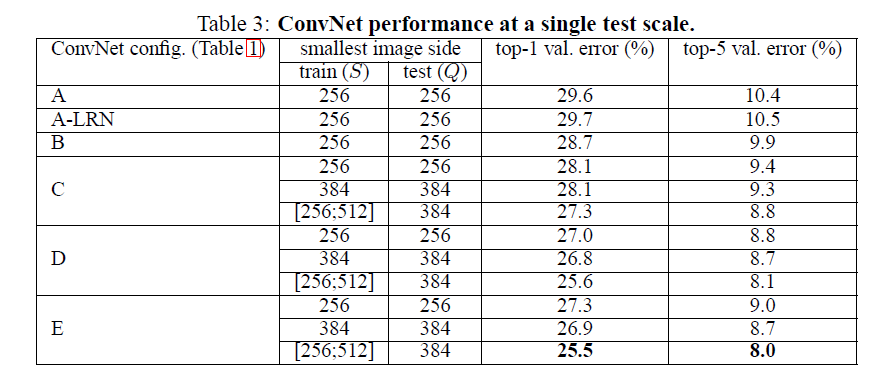 Table 3: ConvNet performance at a single test scale.
ConvNet config. (Table 1) smallest image side top-1 val. error (%) top-5 val. error (%)
train (S) test (Q)
A 256 256 29.6 10.4
A-LRN 256 256 29.7 10.5
B 256 256 28.7 9.9
256 256 28.1 9.4
C 384 384 28.1 9.3
[256;512] 384 27.3 8.8
256 256 27.0 8.8
D 384 384 26.8 8.7
[256;512] 384 25.6 8.1
256 256 27.3 9.0
E 384 384 26.9 8.7
[256;512] 384 25.5 8.0